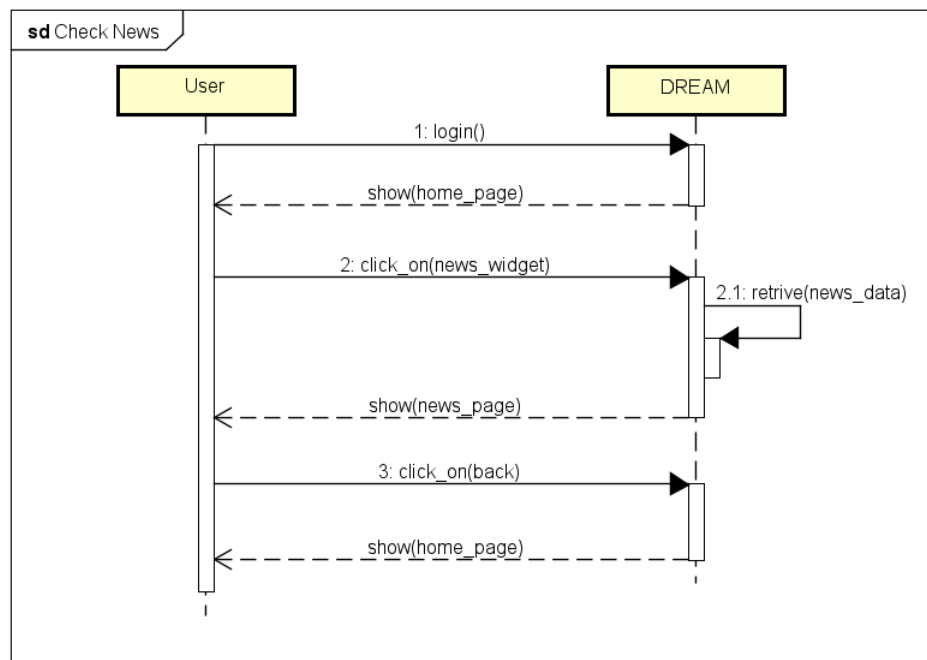 sd Check News
User
DREAM
1: login()
show(home_page)
2: click_on(news_widget)
2.1: retrive(news_data)
show(news_page)
3: click_on(back)
show(home_page)